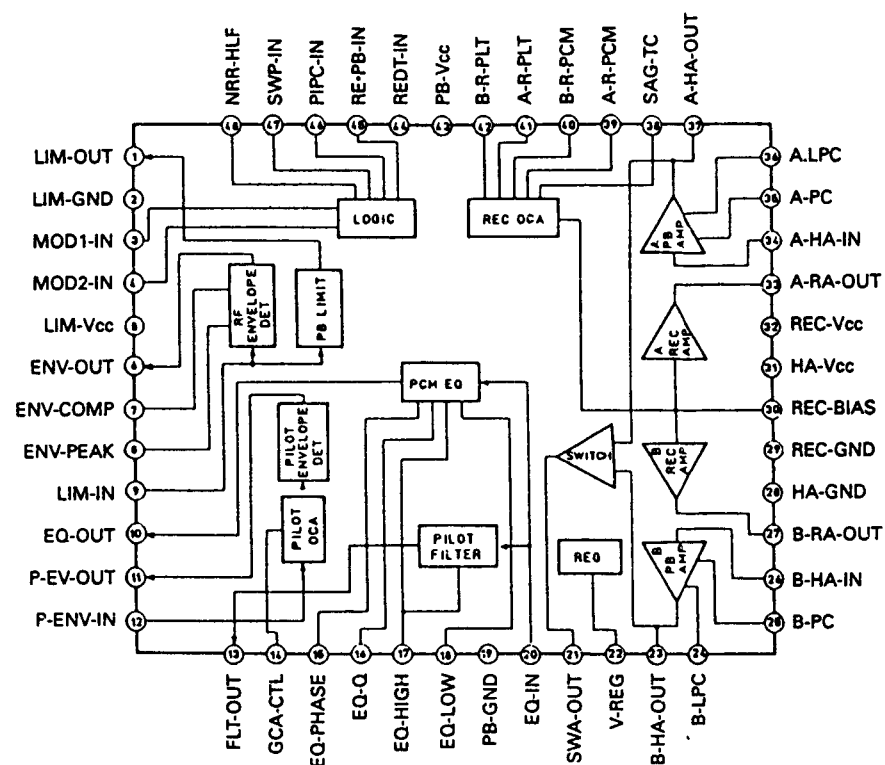 NRR-HLF
SWP-IN
PIPC-IN
RE•PB-IN
REDT-IN
PB-Vcc
B-R-PLT
A-R-PLT
B-R-PCM
A-R-PCM
SAG-TC
A-HA-OUT
48
47
46
45
44
43
42
41
40
39
38
37
LIM-OUT 1
LIM-GND 2
MOD1-IN 3
MOD2-IN 4
LIM-Vcc 5
ENV-OUT 6
ENV-COMP 7
ENV-PEAK 8
LIM-IN 9
EQ-OUT 10
P-EV-OUT 11
P-ENV-IN 12
LOGIC
REC OCA
RF ENVELOPE DET
PB LIMIT
PCM EQ
PILOT ENVELOPE DET
PILOT OCA
PILOT FILTER
SWITCH
REG
A PB AMP
A REC AMP
B REC AMP
B PB AMP
36 A.LPC
35 A-PC
34 A-HA-IN
33 A-RA-OUT
32 REC-Vcc
31 HA-Vcc
30 REC-BIAS
29 REC-GND
28 HA-GND
27 B-RA-OUT
26 B-HA-IN
25 B-PC
13
14
15
16
17
18
19
20
21
22
23
24
FLT-OUT
GCA-CTL
EQ-PHASE
EQ-Q
EQ-HIGH
EQ-LOW
PB-GND
EQ-IN
SWA-OUT
V-REG
B-HA-OUT
B-LPC